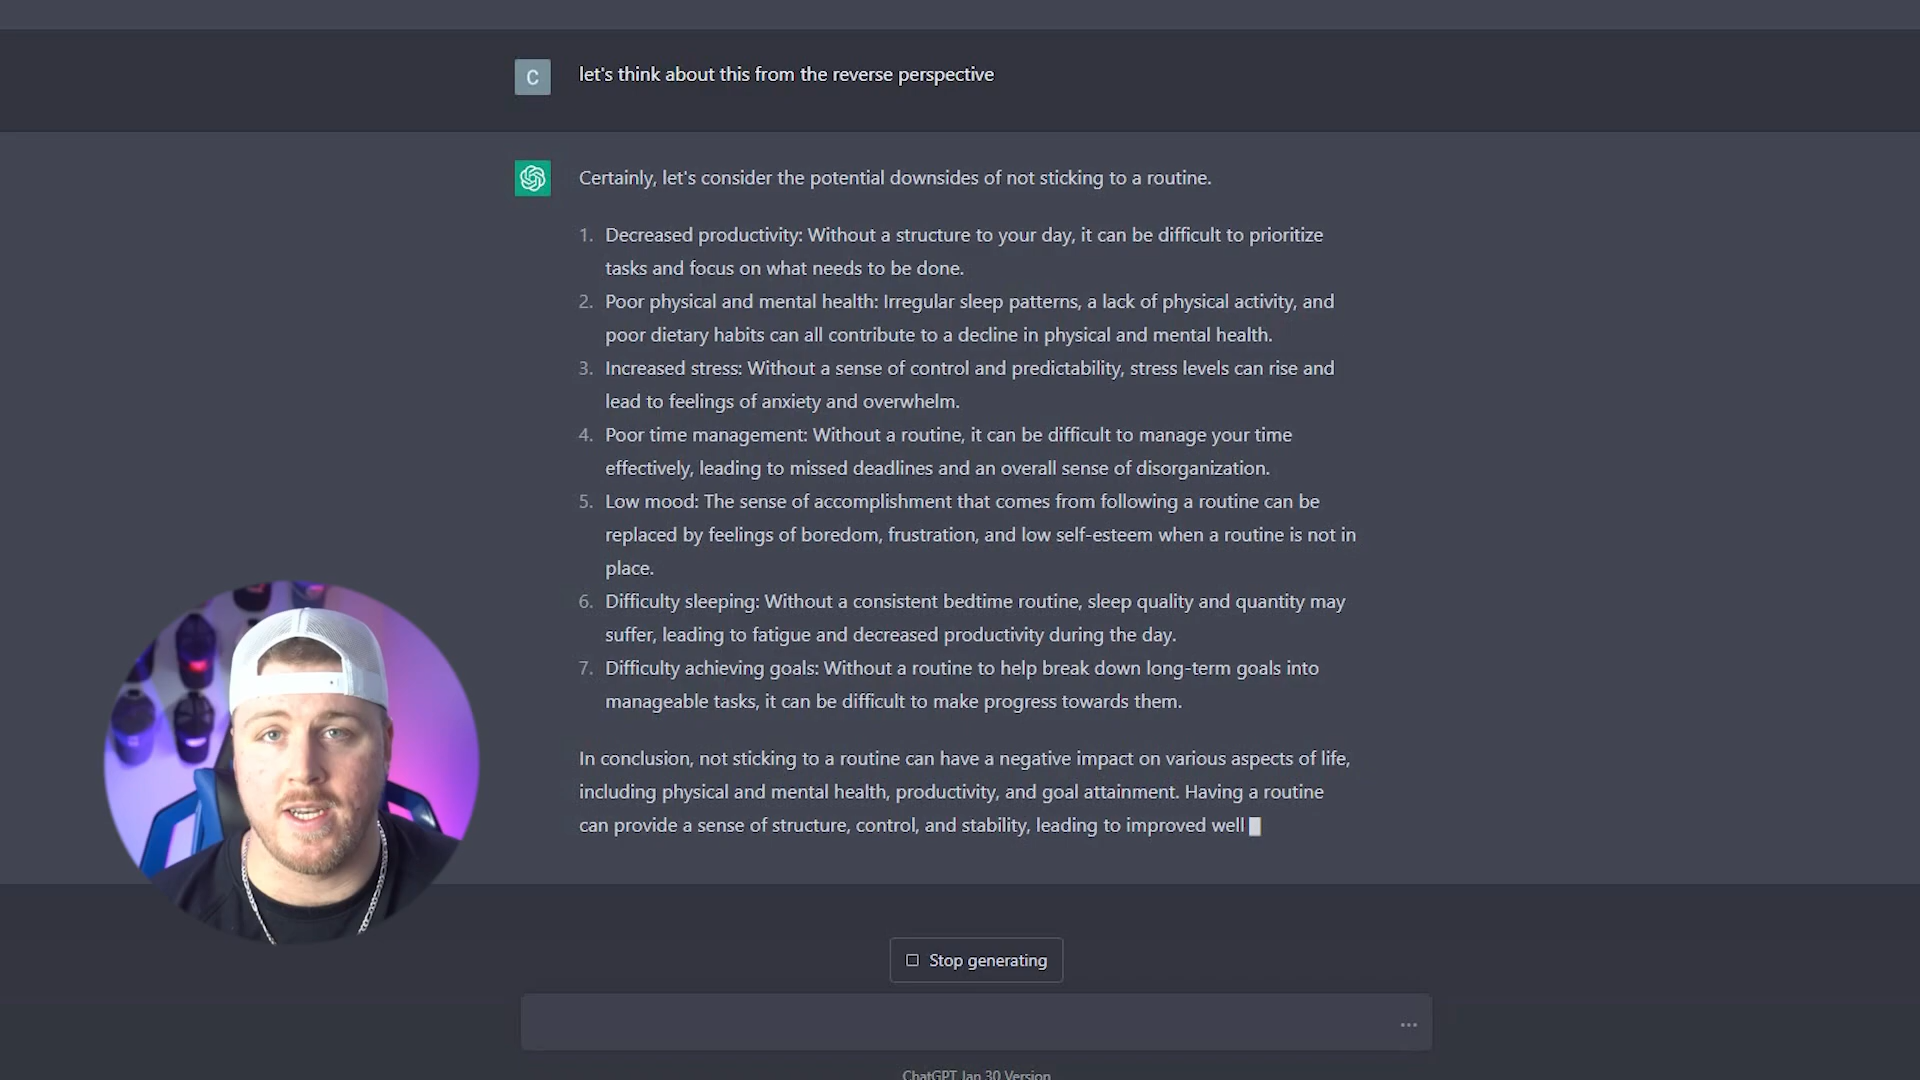 C
let's think about this from the reverse perspective
Certainly, let's consider the potential downsides of not sticking to a routine.
1. Decreased productivity: Without a structure to your day, it can be difficult to prioritize
tasks and focus on what needs to be done.
2. Poor physical and mental health: Irregular sleep patterns, a lack of physical activity, and
poor dietary habits can all contribute to a decline in physical and mental health.
3. Increased stress: Without a sense of control and predictability, stress levels can rise and
lead to feelings of anxiety and overwhelm.
4. Poor time management: Without a routine, it can be difficult to manage your time
effectively, leading to missed deadlines and an overall sense of disorganization.
5. Low mood: The sense of accomplishment that comes from following a routine can be
replaced by feelings of boredom, frustration, and low self-esteem when a routine is not in
place.
6. Difficulty sleeping: Without a consistent bedtime routine, sleep quality and quantity may
suffer, leading to fatigue and decreased productivity during the day.
7. Difficulty achieving goals: Without a routine to help break down long-term goals into
manageable tasks, it can be difficult to make progress towards them.
In conclusion, not sticking to a routine can have a negative impact on various aspects of life,
including physical and mental health, productivity, and goal attainment. Having a routine
can provide a sense of structure, control, and stability, leading to improved well
Stop generating
ChatGPT Jan 30 Version